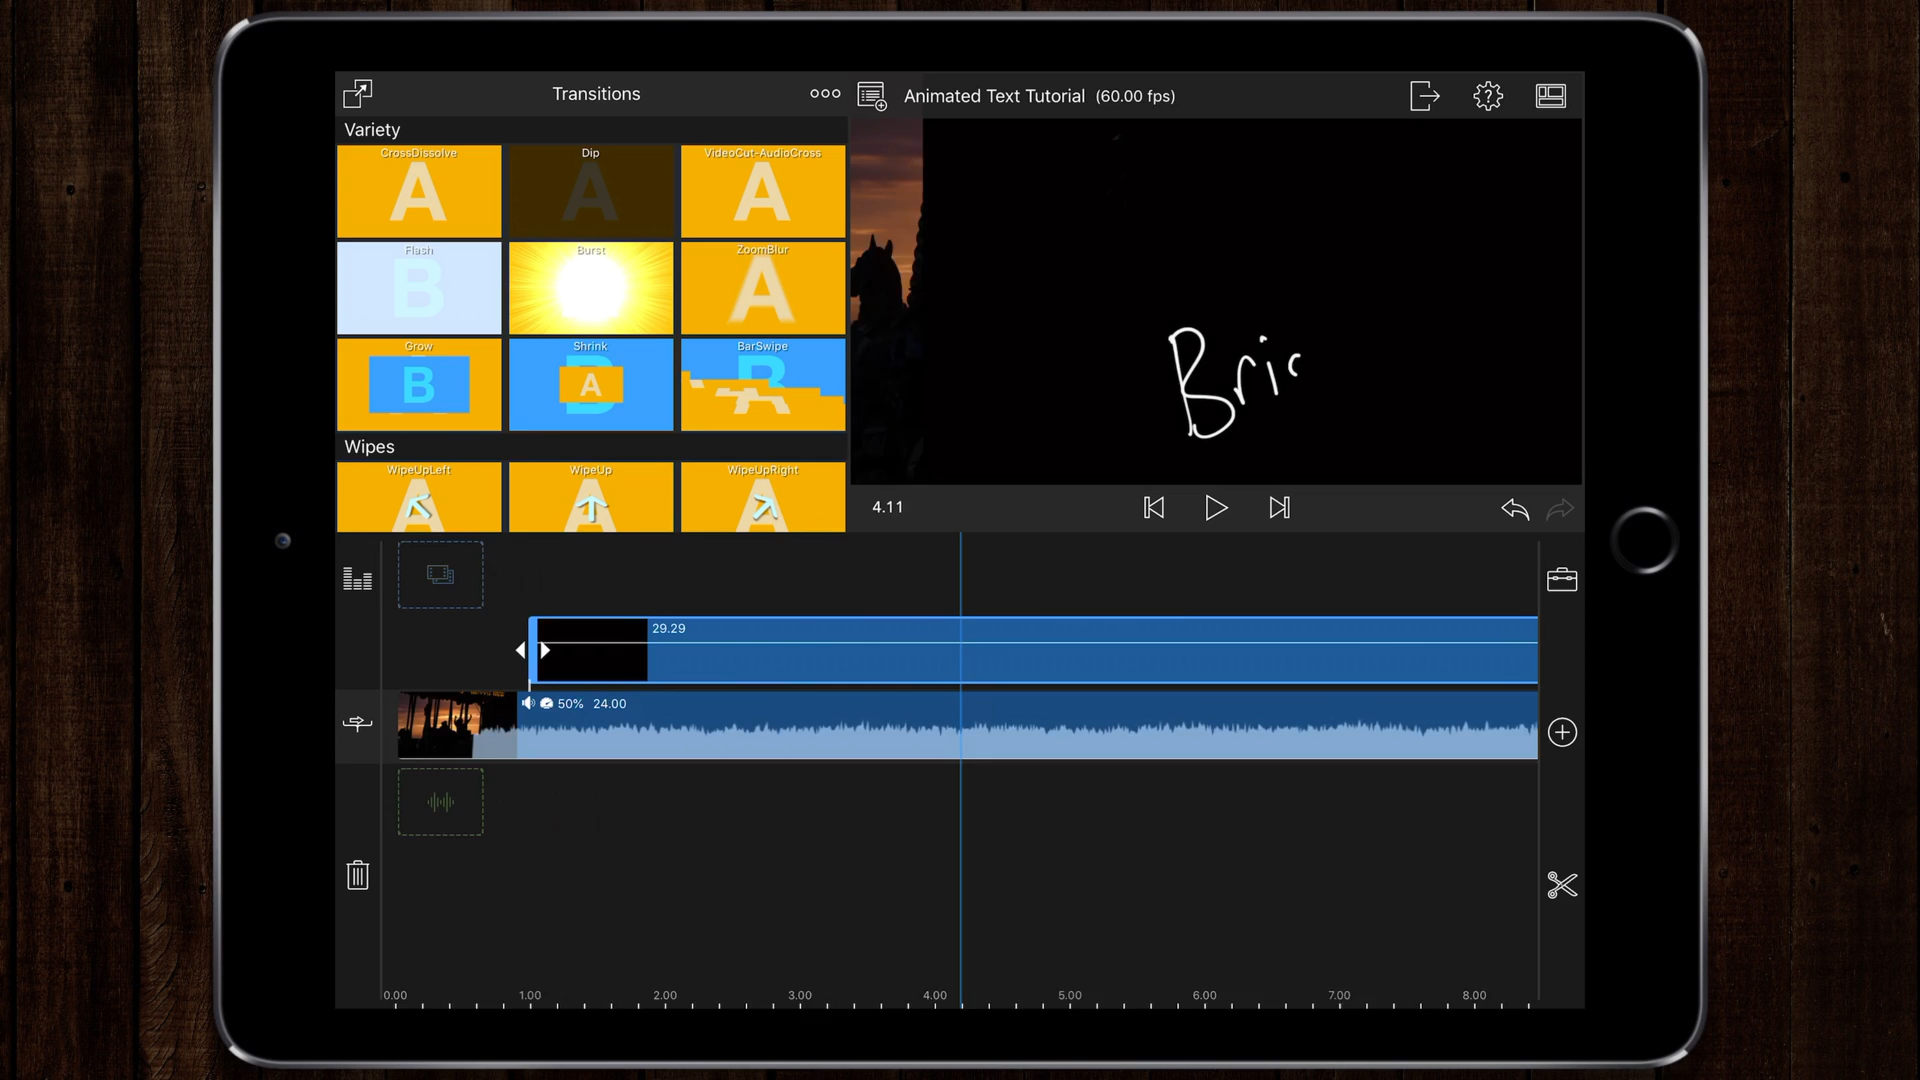 Transitions
Animated Text Tutorial (60.00 fps)
Variety
CrossDissolve
Dip
VideoCut-AudioCross
A
A
A
Flash
Burst
ZoomBlur
B
A
Grow
Shrink
BarSwipe
B
A
B
A
Wipes
WipeUpLeft
WipeUp
WipeUpRight
A
A
A
Bric
4.11
29.29
50% 24.00
0.00 1.00 2.00 3.00 4.00 5.00 6.00 7.00 8.00